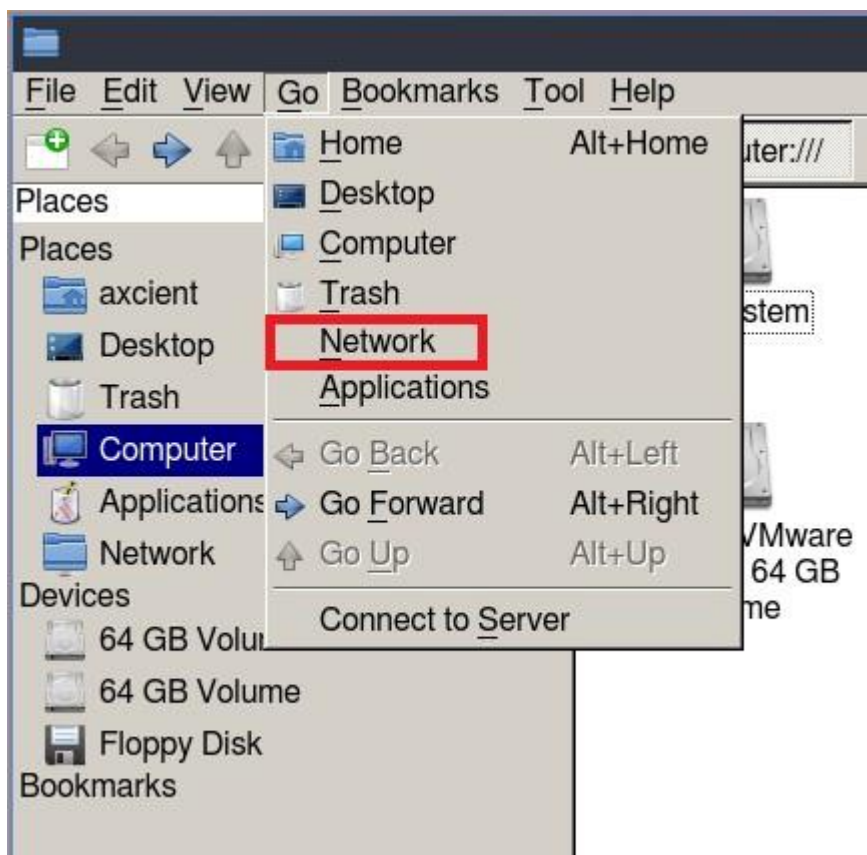 File Edit View Go Bookmarks Tool Help
Home Alt+Home
Desktop
Computer
Trash
Network
Applications
Go Back Alt+Left
Go Forward Alt+Right
Go Up Alt+Up
Connect to Server
Places
Places
axcient
Desktop
Trash
Computer
Applications
Network
Devices
64 GB Volu
64 GB Volume
Floppy Disk
Bookmarks
uter:///
stem
VMware
64 GB
me